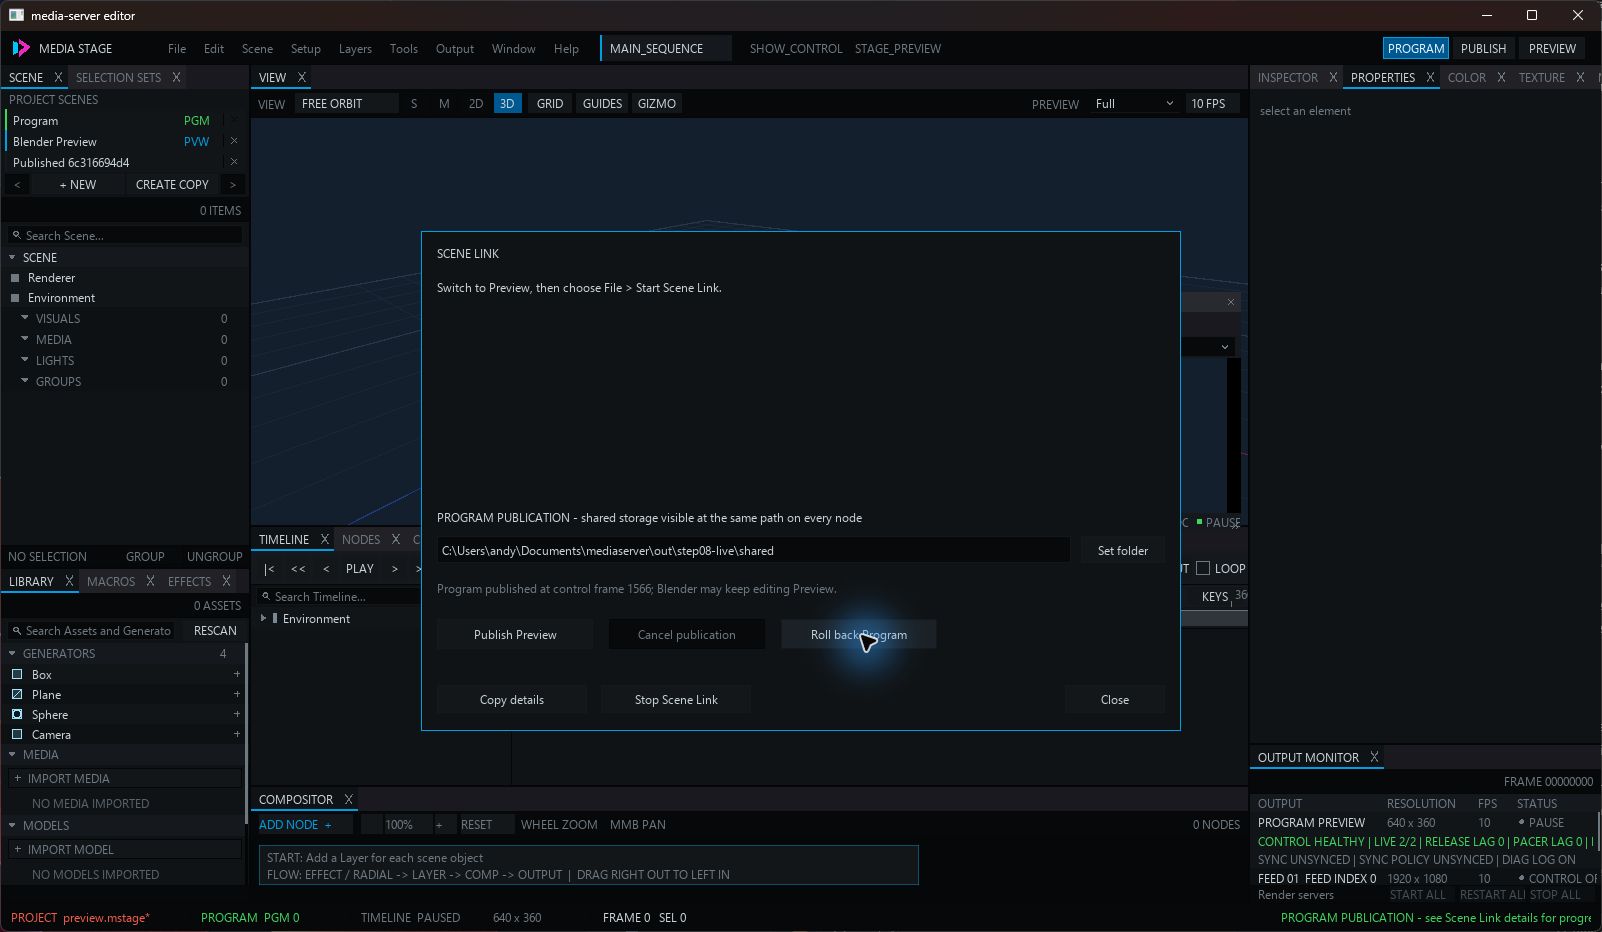 media-server editor
MEDIA STAGE
File Edit Scene Setup Layers Tools Output Window Help
MAIN_SEQUENCE SHOW_CONTROL STAGE_PREVIEW
PROGRAM PUBLISH PREVIEW
SCENE X SELECTION SETS X
PROJECT SCENES
Program PGM
Blender Preview PVW ×
Published 6c316694d4 ×
< + NEW CREATE COPY >
0 ITEMS
Search Scene...
SCENE
Renderer
Environment
VISUALS 0
MEDIA 0
LIGHTS 0
GROUPS 0
NO SELECTION GROUP UNGROUP
LIBRARY X MACROS X EFFECTS X
0 ASSETS
Search Assets and Generato RESCAN
GENERATORS 4
Box +
Plane +
Sphere +
Camera +
MEDIA
+ IMPORT MEDIA
NO MEDIA IMPORTED
MODELS
+ IMPORT MODEL
NO MODELS IMPORTED
VIEW X
VIEW FREE ORBIT S M 2D 3D GRID GUIDES GIZMO PREVIEW Full 10 FPS
SCENE LINK
Switch to Preview, then choose File > Start Scene Link.
PROGRAM PUBLICATION - shared storage visible at the same path on every node
C:\Users\andy\Documents\mediaserver\out\step08-live\shared Set folder
Program published at control frame 1566; Blender may keep editing Preview.
Publish Preview Cancel publication Roll back Program
Copy details Stop Scene Link Close
PAUSE
TIMELINE X NODES X
|< << < PLAY >
LOOP
Search Timeline... KEYS
Environment
COMPOSITOR X
ADD NODE + 100% + RESET WHEEL ZOOM MMB PAN 0 NODES
START: Add a Layer for each scene object
FLOW: EFFECT / RADIAL -> LAYER -> COMP -> OUTPUT | DRAG RIGHT OUT TO LEFT IN
INSPECTOR X PROPERTIES X COLOR X TEXTURE X
select an element
OUTPUT MONITOR X
FRAME 00000000
OUTPUT RESOLUTION FPS STATUS
PROGRAM PREVIEW 640 x 360 10 PAUSE
CONTROL HEALTHY | LIVE 2/2 | RELEASE LAG 0 | PACER LAG 0 |
SYNC UNSYNCED | SYNC POLICY UNSYNCED | DIAG LOG ON
FEED 01 FEED INDEX 0 1920 x 1080 10 CONTROL OF
Render servers START ALL RESTART ALL STOP ALL
PROJECT preview.mstage* PROGRAM PGM 0 TIMELINE PAUSED 640 x 360 FRAME 0 SEL 0 PROGRAM PUBLICATION - see Scene Link details for progre